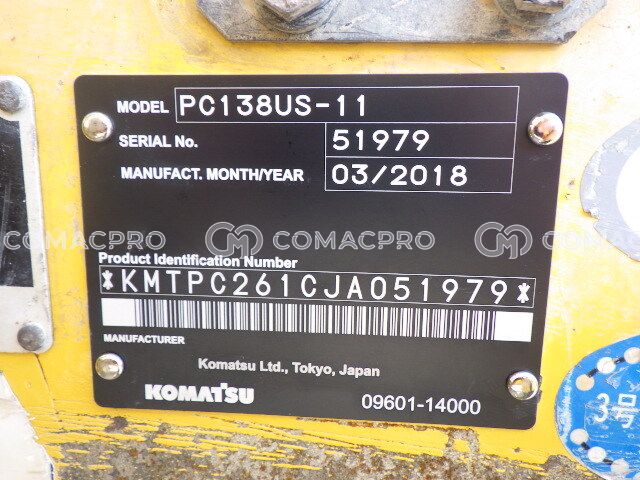 MODEL PC138US-11
SERIAL No. 51979
MANUFACT. MONTH/YEAR 03/2018
COMACPRO COMACPRO
Product Identification Number
*KMTPC261CJA051979*
MANUFACTURER
Komatsu Ltd., Tokyo, Japan
KOMATSU 09601-14000
3号